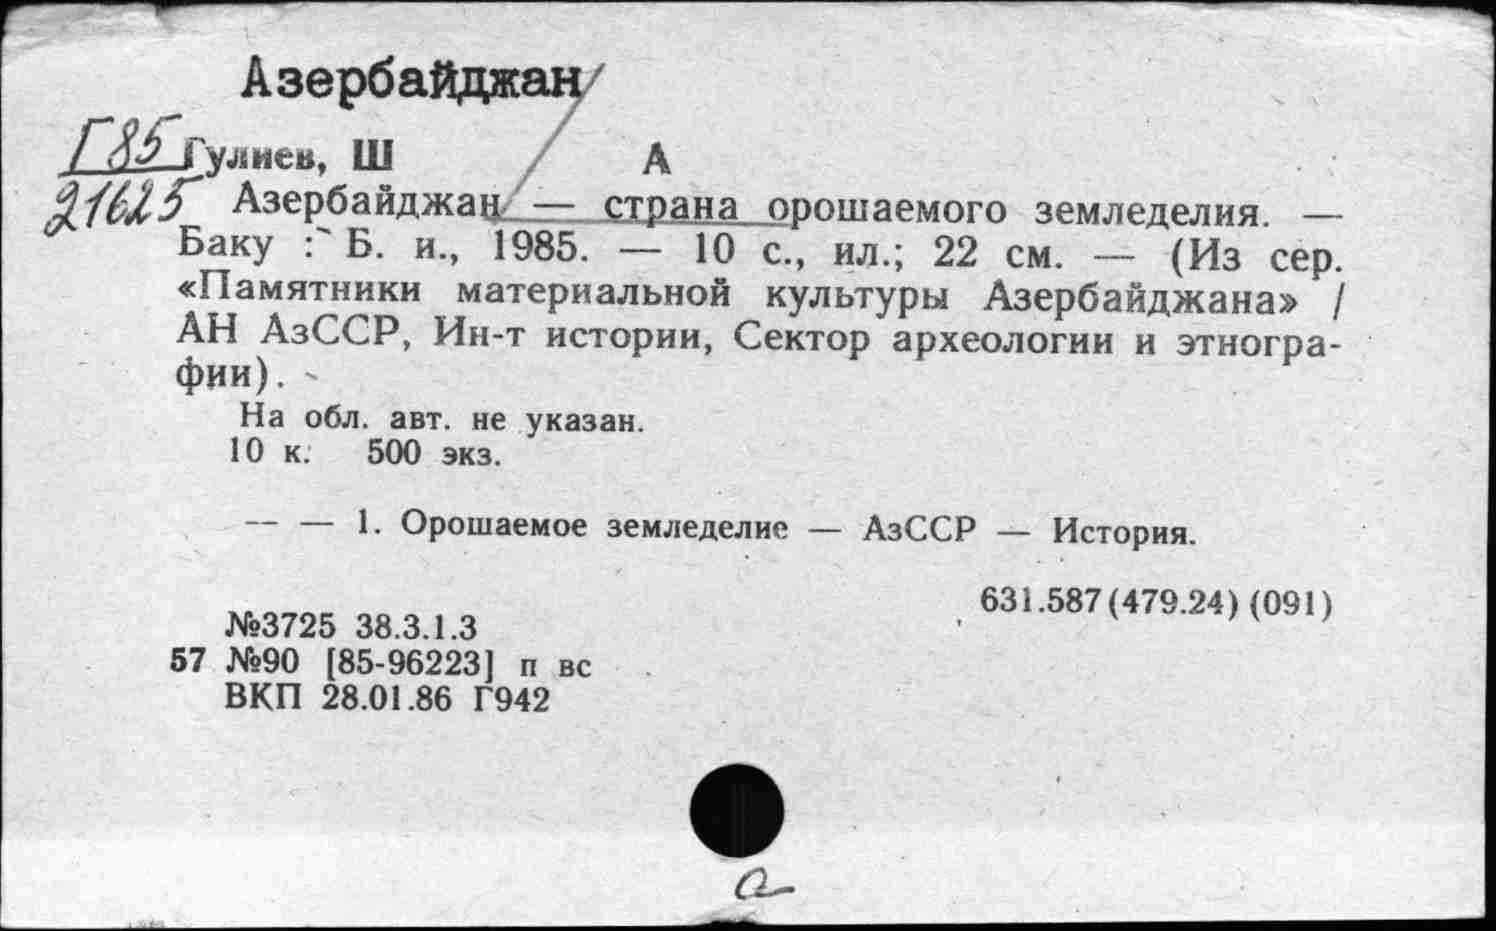 Азербайджан
Г85 Гулиев, Ш А
21625 Азербайджан — страна орошаемого земледелия. —
Баку : Б. и., 1985. — 10 с., ил.; 22 см. — (Из сер.
«Памятники материальной культуры Азербайджана» /
АН АзССР, Ин-т истории, Сектор археологии и этногра-
фии).
На обл. авт. не указан.
10 к. 500 экз.
— — 1. Орошаемое земледелие — АзССР — История.
631.587(479.24)(091)
№3725 38.3.1.3
57 №90 [85-96223] п вс
ВКП 28.01.86 Г942
а